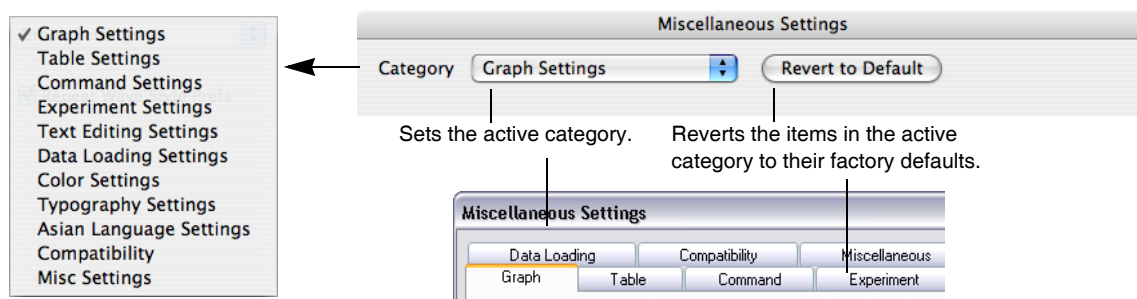 ✓ Graph Settings
Table Settings
Command Settings
Experiment Settings
Text Editing Settings
Data Loading Settings
Color Settings
Typography Settings
Asian Language Settings
Compatibility
Misc Settings
Miscellaneous Settings
Category Graph Settings Revert to Default
Sets the active category.
Reverts the items in the active
category to their factory defaults.
Miscellaneous Settings
Data Loading Compatibility Miscellaneous
Graph Table Command Experiment